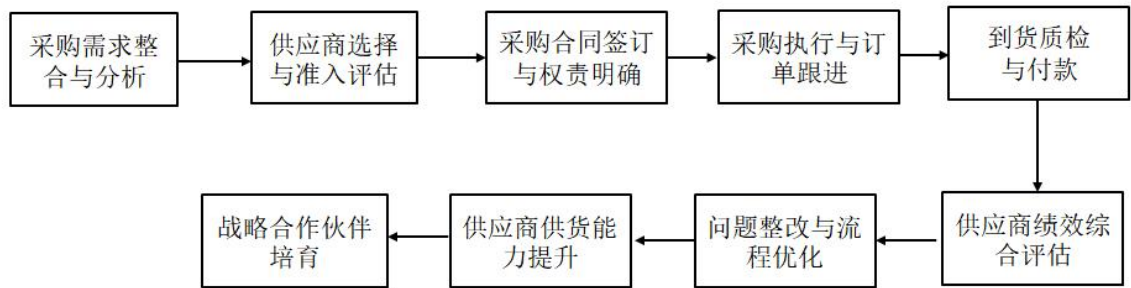 采购需求整
合与分析
供应商选择
与准入评估
采购合同签订
与权责明确
采购执行与订
单跟进
到货质检
与付款
供应商绩效综
合评估
问题整改与流
程优化
供应商供货能
力提升
战略合作伙伴
培育